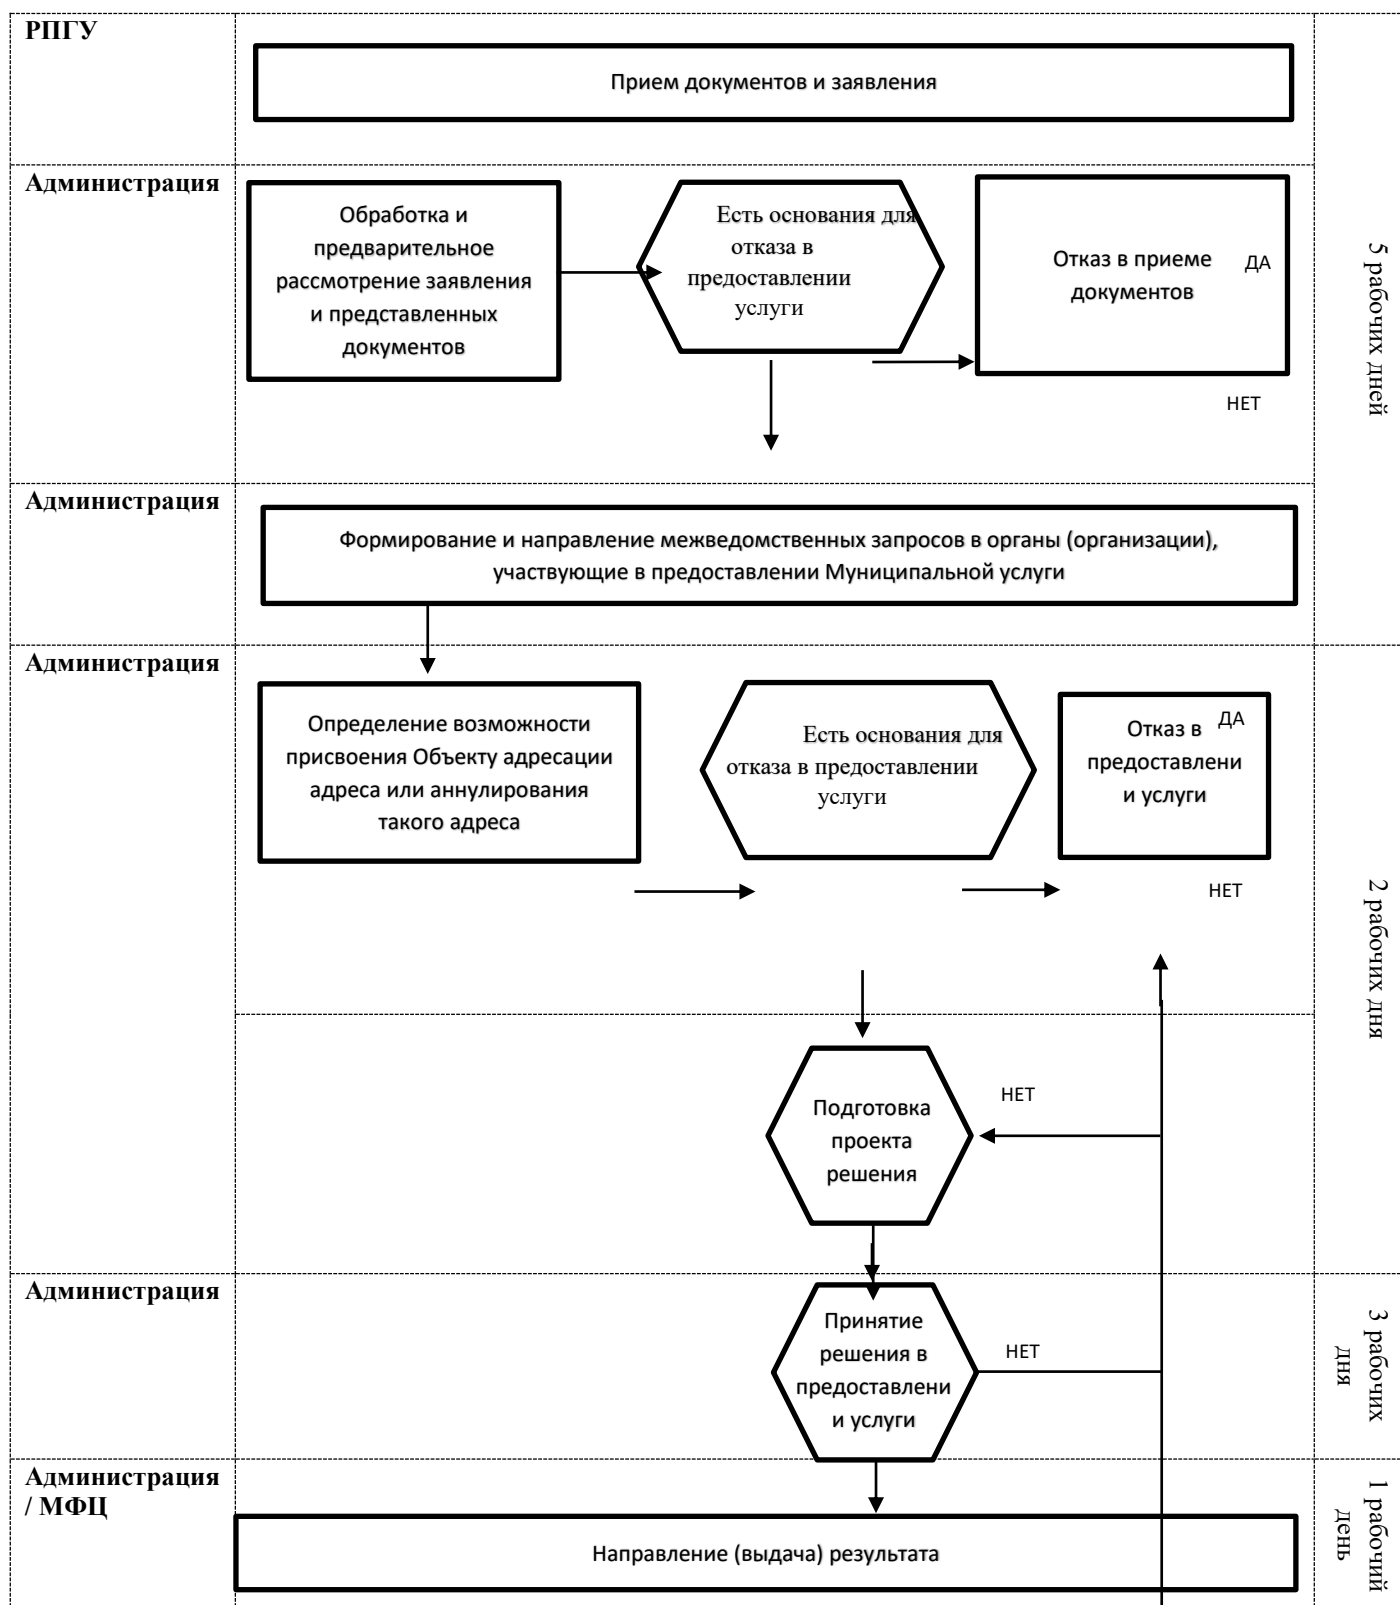 РПГУ
Прием документов и заявления
Администрация
Обработка и
предварительное
рассмотрение заявления
и представленных
документов
Есть основания для
отказа в
предоставлении
услуги
Отказ в приеме
документов
ДА
НЕТ
5 рабочих дней
Администрация
Формирование и направление межведомственных запросов в органы (организации),
участвующие в предоставлении Муниципальной услуги
Администрация
Определение возможности
присвоения Объекту адресации
адреса или аннулирования
такого адреса
Есть основания для
отказа в предоставлении
услуги
Отказ в
предоставлени
и услуги
ДА
НЕТ
2 рабочих дня
Подготовка
проекта
решения
НЕТ
Администрация
Принятие
решения в
предоставлени
и услуги
НЕТ
3 рабочих
дня
Администрация
/ МФЦ
Направление (выдача) результата
1 рабочий
день